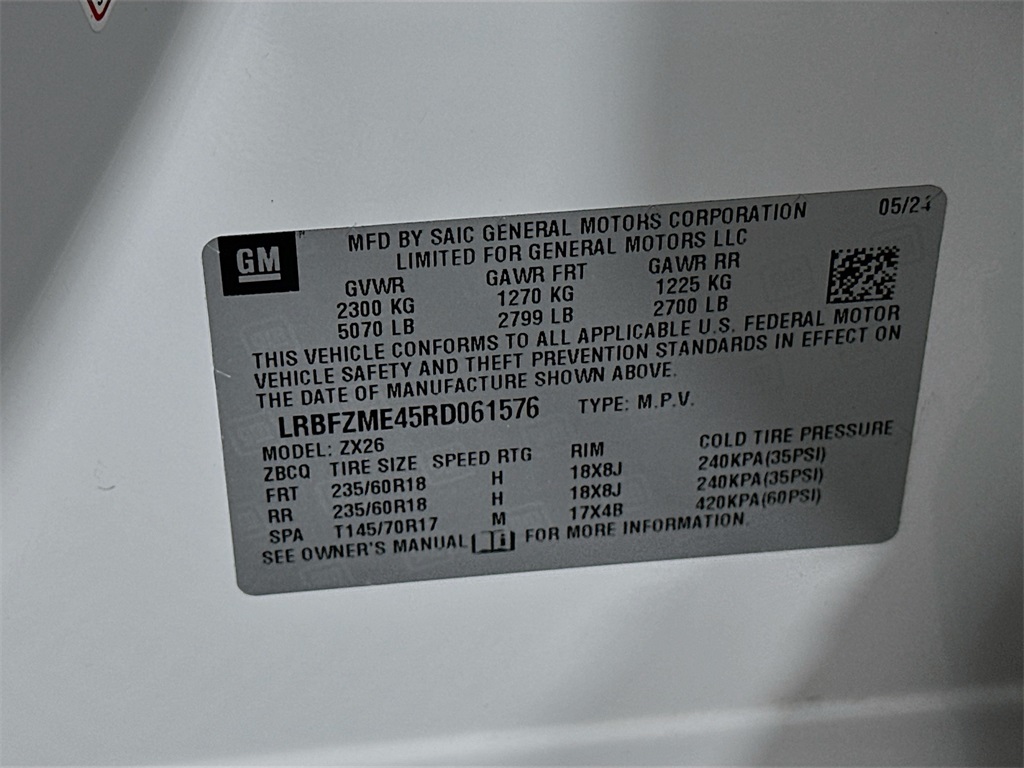 GM
05/24
MFD BY SAIC GENERAL MOTORS CORPORATION
LIMITED FOR GENERAL MOTORS LLC
GVWR GAWR FRT GAWR RR
2300 KG 1270 KG 1225 KG
5070 LB 2799 LB 2700 LB
THIS VEHICLE CONFORMS TO ALL APPLICABLE U.S. FEDERAL MOTOR
VEHICLE SAFETY AND THEFT PREVENTION STANDARDS IN EFFECT ON
THE DATE OF MANUFACTURE SHOWN ABOVE.
LRBFZME45RD061576 TYPE: M.P.V.
MODEL: ZX26
ZBCQ TIRE SIZE SPEED RTG RIM COLD TIRE PRESSURE
FRT 235/60R18 H 18X8J 240KPA(35PSI)
RR 235/60R18 H 18X8J 240KPA(35PSI)
SPA T145/70R17 M 17X4B 420KPA(60PSI)
SEE OWNER'S MANUAL i FOR MORE INFORMATION.